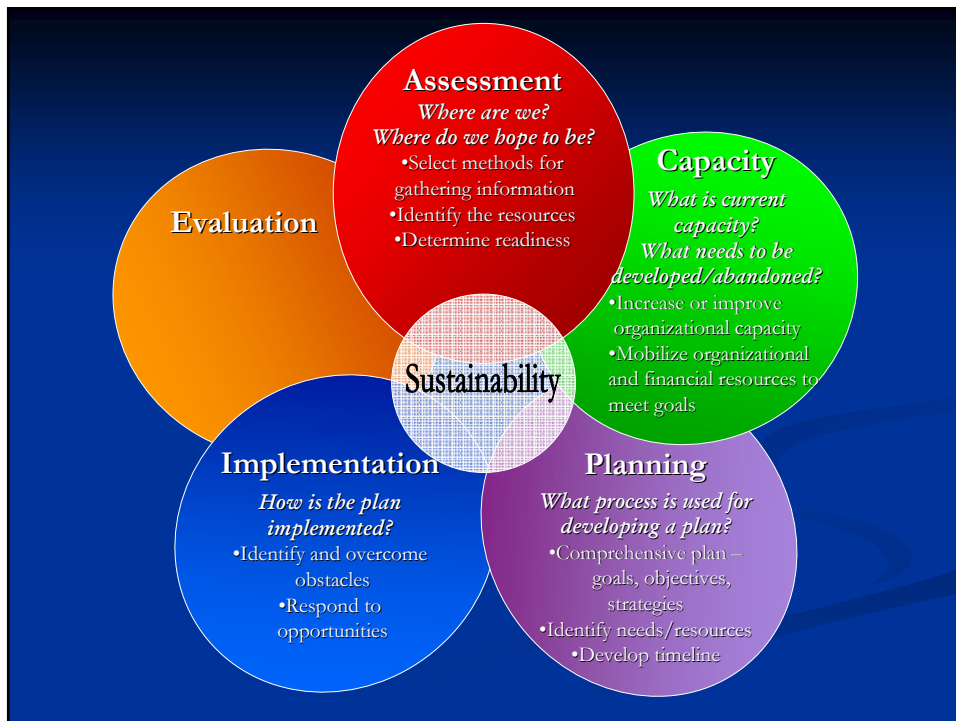 Assessment
Where are we?
Where do we hope to be?
•Select methods for
gathering information
•Identify the resources
•Determine readiness
Capacity
What is current
capacity?
What needs to be
developed/abandoned?
•Increase or improve
organizational capacity
•Mobilize organizational
and financial resources to
meet goals
Evaluation
Sustainability
Implementation
How is the plan
implemented?
•Identify and overcome
obstacles
•Respond to
opportunities
Planning
What process is used for
developing a plan?
•Comprehensive plan –
goals, objectives,
strategies
•Identify needs/resources
•Develop timeline